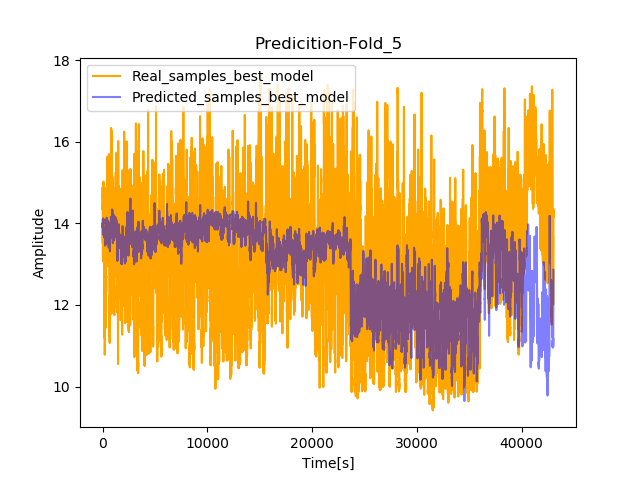 Predicition-Fold_5
Real_samples_best_model
Predicted_samples_best_model
18
16
14
12
10
Amplitude
0 10000 20000 30000 40000
Time[s]